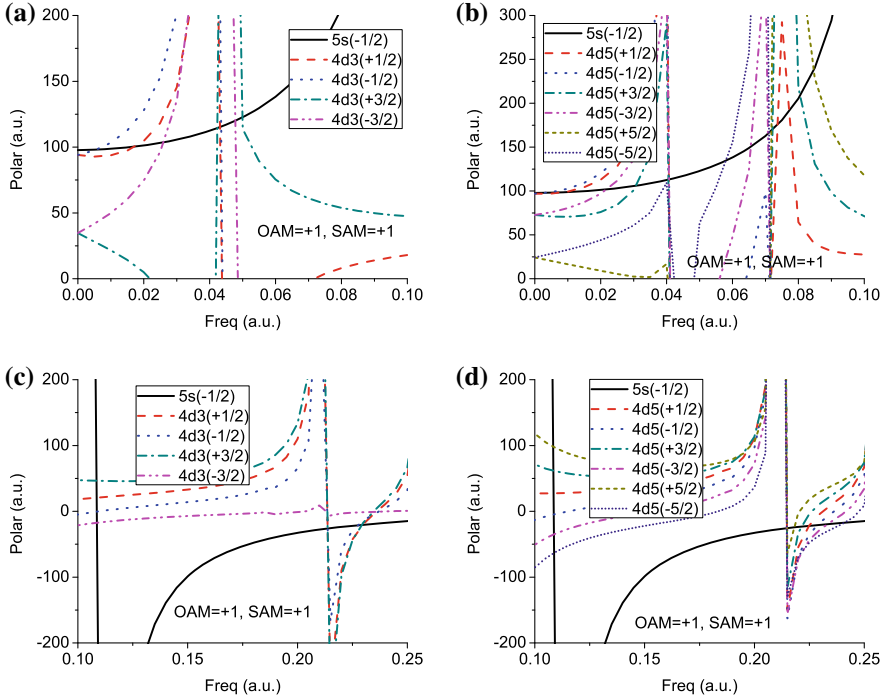 (a)
200
150
100
50
0
Polar (a.u.)
0.00 0.02 0.04 0.06 0.08 0.10
Freq (a.u.)
5s(-1/2)
4d3(+1/2)
4d3(-1/2)
4d3(+3/2)
4d3(-3/2)
OAM=+1, SAM=+1
(b)
300
250
200
150
100
50
0
Polar (a.u.)
0.00 0.02 0.04 0.06 0.08 0.10
Freq (a.u.)
5s(-1/2)
4d5(+1/2)
4d5(-1/2)
4d5(+3/2)
4d5(-3/2)
4d5(+5/2)
4d5(-5/2)
OAM=+1, SAM=+1
(c)
200
100
0
-100
-200
Polar (a.u.)
0.10 0.15 0.20 0.25
Freq (a.u.)
5s(-1/2)
4d3(+1/2)
4d3(-1/2)
4d3(+3/2)
4d3(-3/2)
OAM=+1, SAM=+1
(d)
200
100
0
-100
-200
Polar (a.u.)
0.10 0.15 0.20 0.25
Freq (a.u.)
5s(-1/2)
4d5(+1/2)
4d5(-1/2)
4d5(+3/2)
4d5(-3/2)
4d5(+5/2)
4d5(-5/2)
OAM=+1, SAM=+1